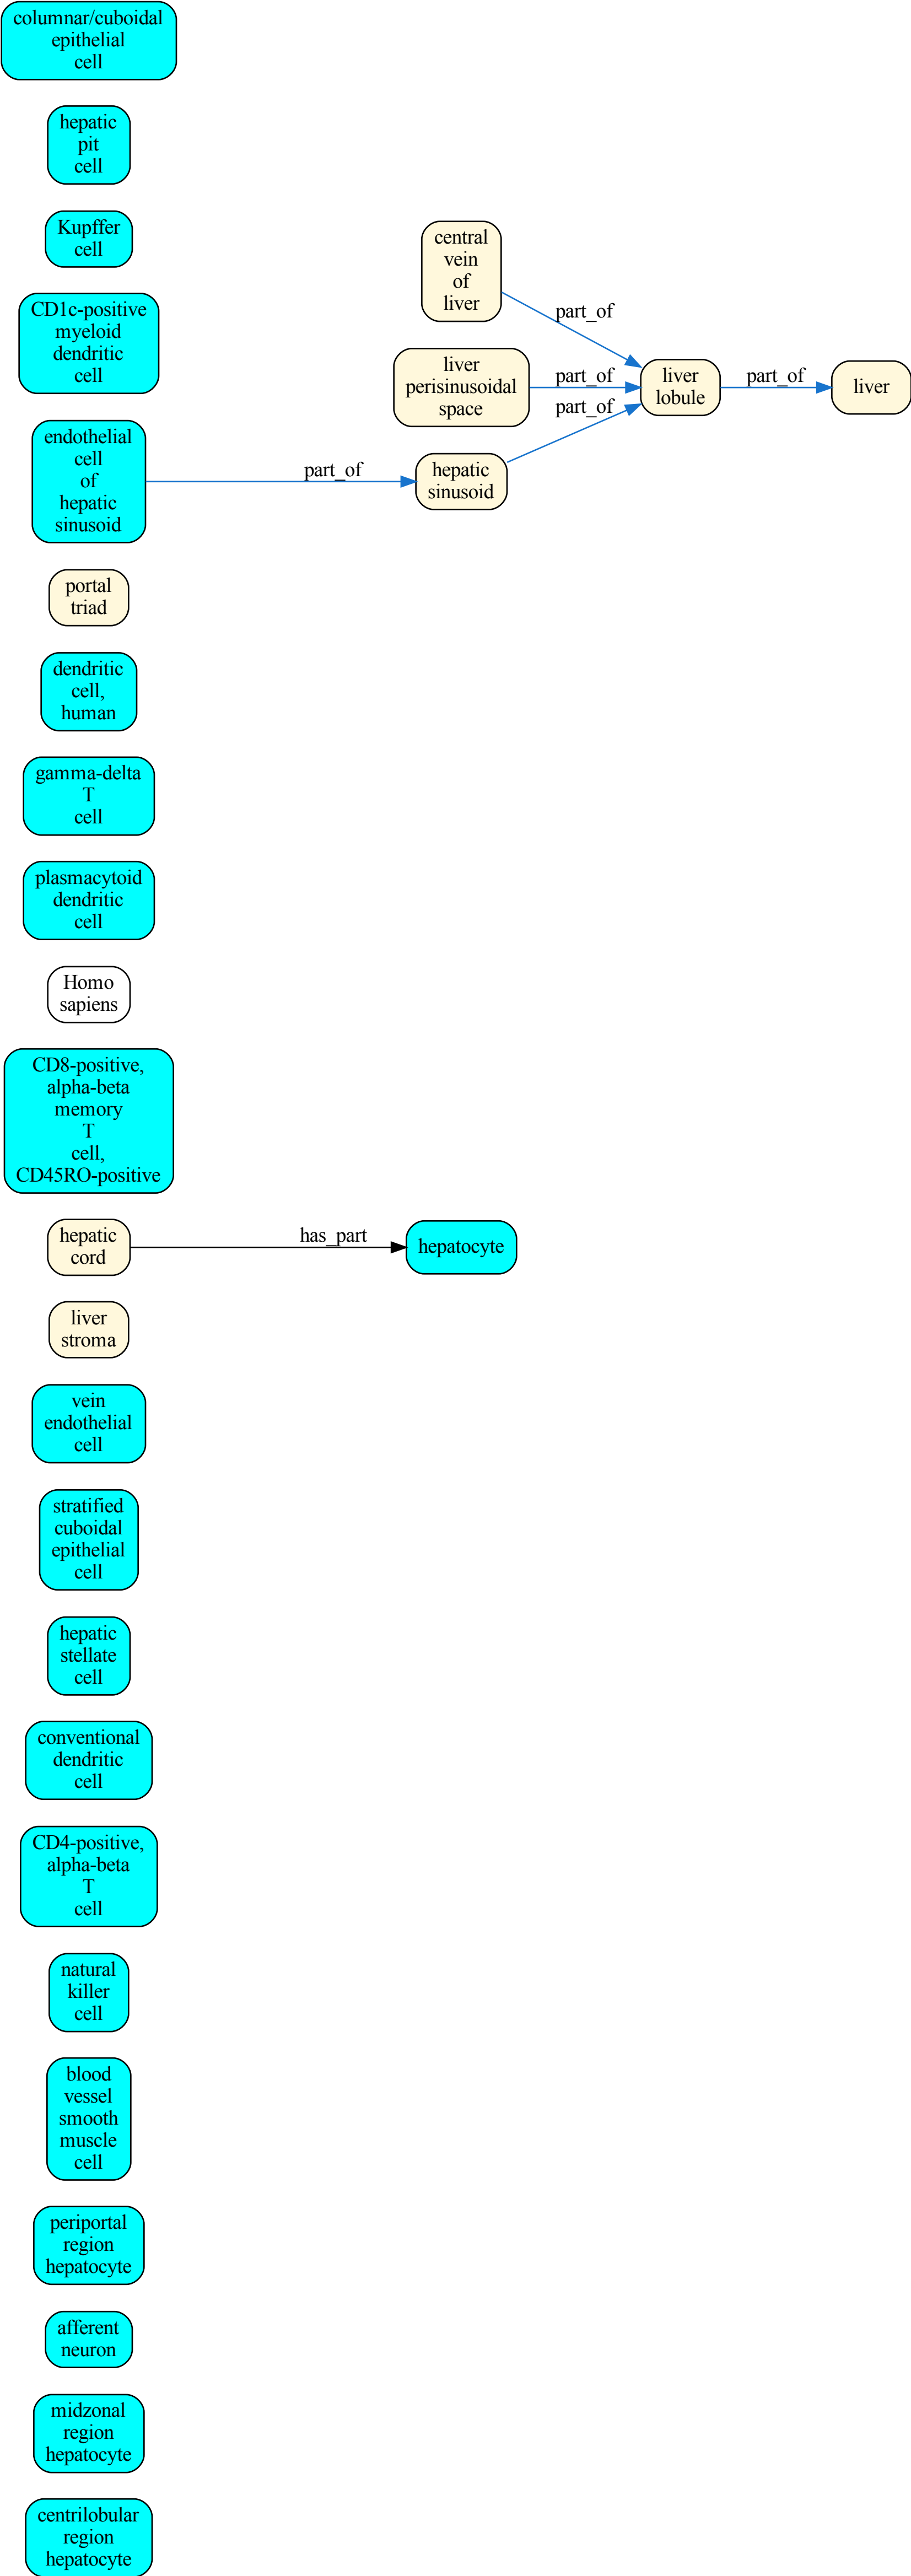 columnar/cuboidal
epithelial
cell
hepatic
pit
cell
Kupffer
cell
central
vein
of
liver
CD1c-positive
myeloid
dendritic
cell
part_of
liver
perisinusoidal
space
part_of
liver
lobule
part_of
liver
part_of
endothelial
cell
of
hepatic
sinusoid
part_of
hepatic
sinusoid
portal
triad
dendritic
cell,
human
gamma-delta
T
cell
plasmacytoid
dendritic
cell
Homo
sapiens
CD8-positive,
alpha-beta
memory
T
cell,
CD45RO-positive
hepatic
cord
has_part
hepatocyte
liver
stroma
vein
endothelial
cell
stratified
cuboidal
epithelial
cell
hepatic
stellate
cell
conventional
dendritic
cell
CD4-positive,
alpha-beta
T
cell
natural
killer
cell
blood
vessel
smooth
muscle
cell
periportal
region
hepatocyte
afferent
neuron
midzonal
region
hepatocyte
centrilobular
region
hepatocyte